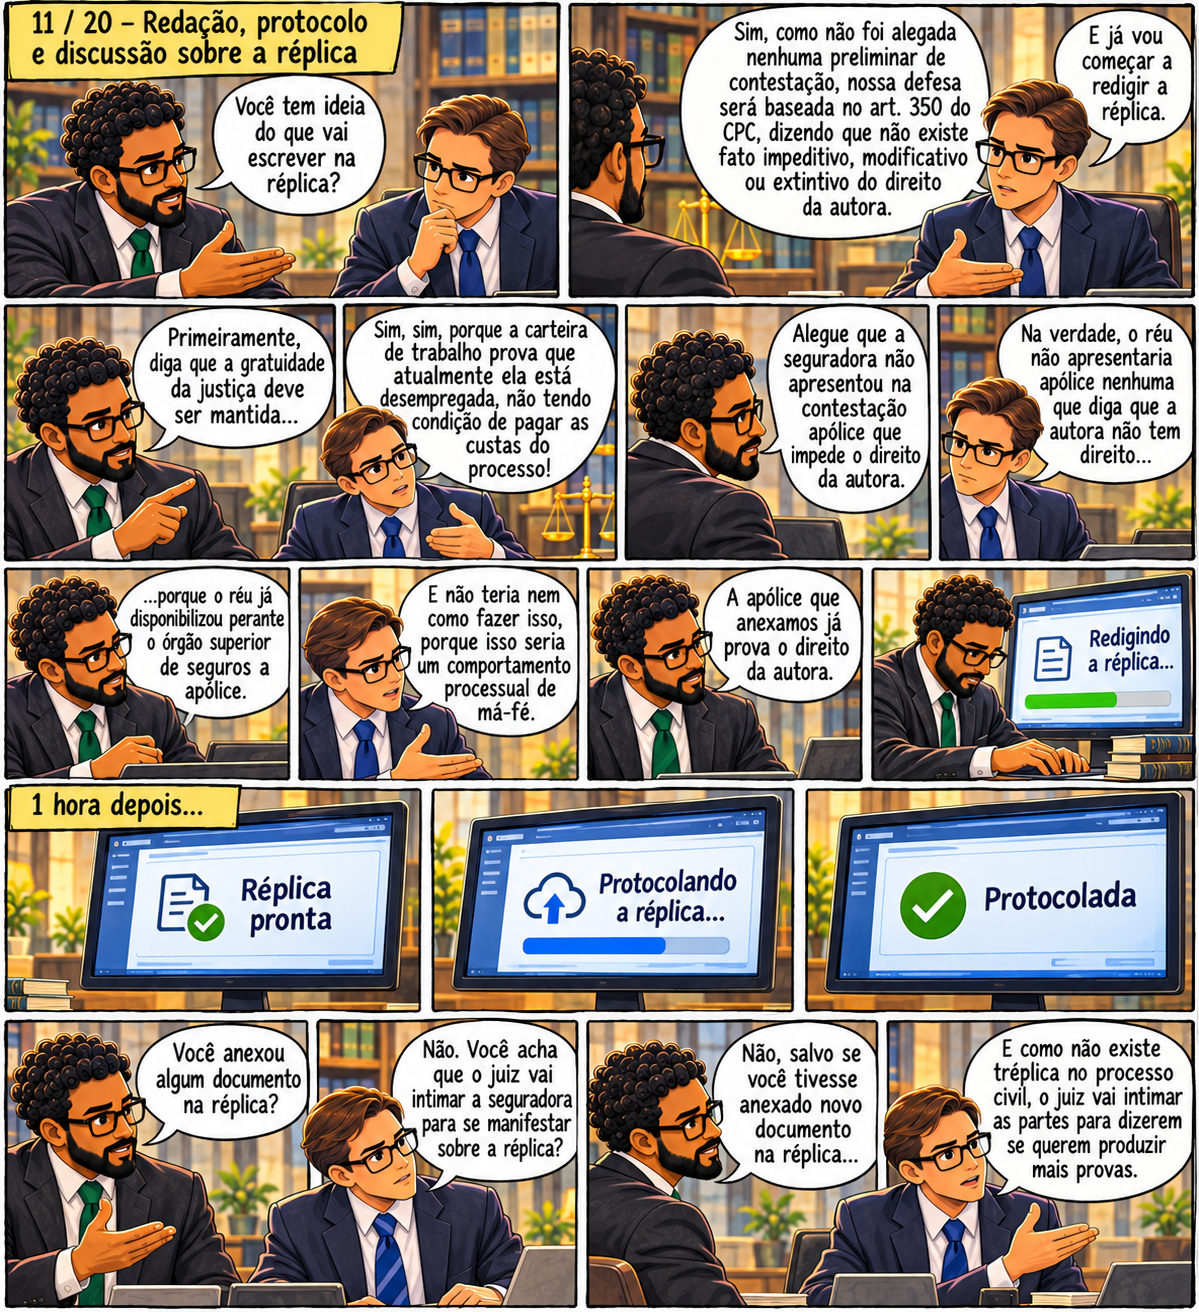 11 / 20 – Redação, protocolo
e discussão sobre a réplica
Você tem ideia
do que vai
escrever na
réplica?
Sim, como não foi alegada
nenhuma preliminar de
contestação, nossa defesa
será baseada no art. 350 do
CPC, dizendo que não existe
fato impeditivo, modificativo
ou extintivo do direito
da autora.
E já vou
começar a
redigir a
réplica.
Primeiramente,
diga que a gratuidade
da justiça deve
ser mantida...
Sim, sim, porque a carteira
de trabalho prova que
atualmente ela está
desempregada, não tendo
condição de pagar as
custas do
processo!
Alegue que a
seguradora não
apresentou na
contestação
apólice que
impede o direito
da autora.
Na verdade, o réu
não apresentaria
apólice nenhuma
que diga que a
autora não tem
direito...
...porque o réu já
disponibilizou perante
o órgão superior
de seguros a
apólice.
E não teria nem
como fazer isso,
porque isso seria
um comportamento
processual de
má-fé.
A apólice que
anexamos já
prova o direito
da autora.
Redigindo
a réplica...
1 hora depois...
Réplica
pronta
Protocolando
a réplica...
Protocolada
Você anexou
algum documento
na réplica?
Não. Você acha
que o juiz vai
intimar a seguradora
para se manifestar
sobre a réplica?
Não, salvo se
você tivesse
anexado novo
documento
na réplica...
E como não existe
tréplica no processo
civil, o juiz vai intimar
as partes para dizerem
se querem produzir
mais provas.